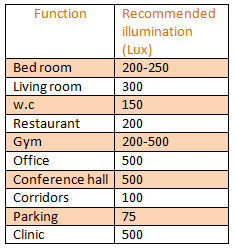 Function Recommended
illumination
(Lux)
Bed room 200-250
Living room 300
w.c 150
Restaurant 200
Gym 200-500
Office 500
Conference hall 500
Corridors 100
Parking 75
Clinic 500